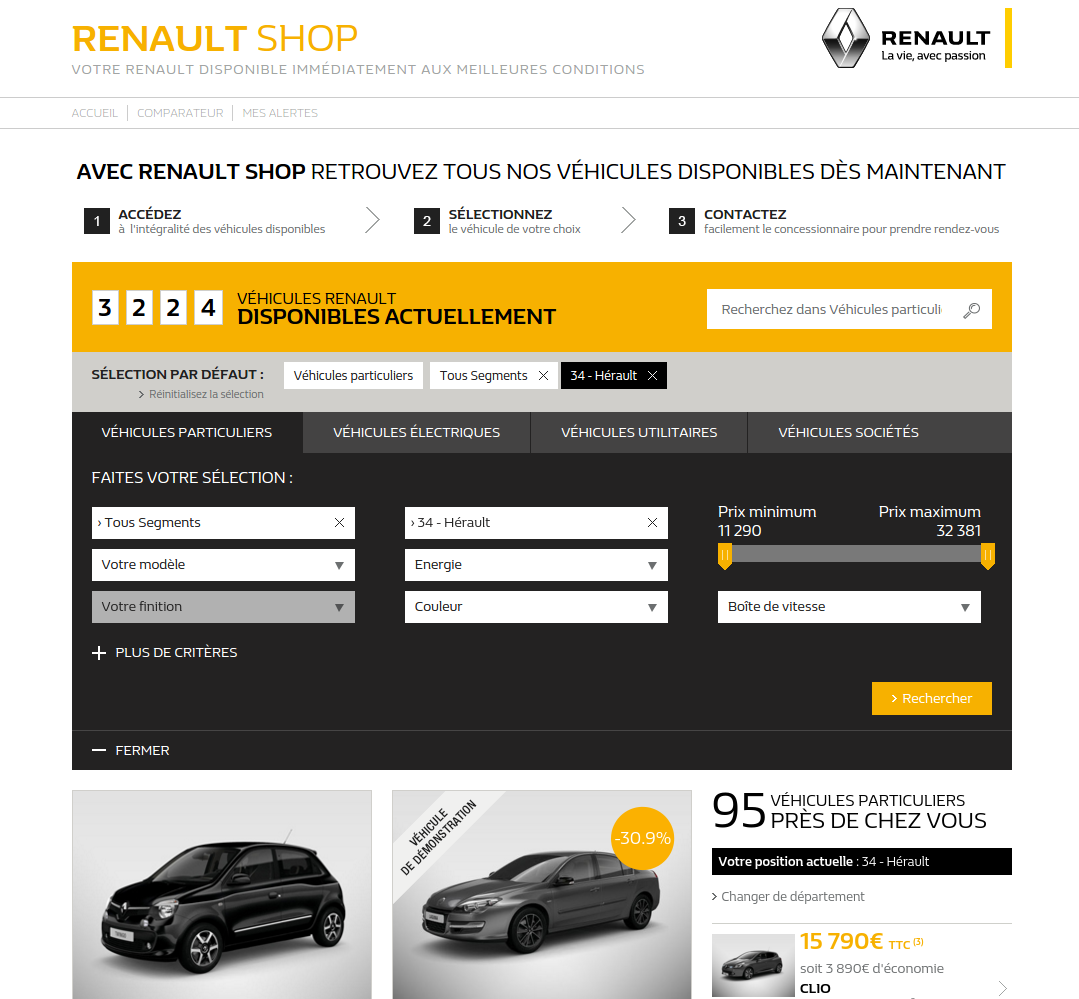 RENAULT SHOP
VOTRE RENAULT DISPONIBLE IMMÉDIATEMENT AUX MEILLEURES CONDITIONS
RENAULT
La vie, avec passion
ACCUEIL COMPARATEUR MES ALERTES
AVEC RENAULT SHOP RETROUVEZ TOUS NOS VÉHICULES DISPONIBLES DÈS MAINTENANT
1 ACCÉDEZ
à l'intégralité des véhicules disponibles
2 SÉLECTIONNEZ
le véhicule de votre choix
3 CONTACTEZ
facilement le concessionnaire pour prendre rendez-vous
3 2 2 4
VÉHICULES RENAULT
DISPONIBLES ACTUELLEMENT
Recherchez dans Véhicules particuli
SÉLECTION PAR DÉFAUT :
> Réinitialisez la sélection
Véhicules particuliers
Tous Segments
34 - Hérault
VÉHICULES PARTICULIERS
VÉHICULES ÉLECTRIQUES
VÉHICULES UTILITAIRES
VÉHICULES SOCIÉTÉS
FAITES VOTRE SÉLECTION :
› Tous Segments
› 34 - Hérault
Prix minimum
11 290
Prix maximum
32 381
Votre modèle
Energie
Votre finition
Couleur
Boîte de vitesse
PLUS DE CRITÈRES
> Rechercher
FERMER
VÉHICULE
DE DÉMONSTRATION
-30.9%
95 VÉHICULES PARTICULIERS
PRÈS DE CHEZ VOUS
Votre position actuelle : 34 - Hérault
> Changer de département
15 790€ TTC (3)
soit 3 890€ d'économie
CLIO